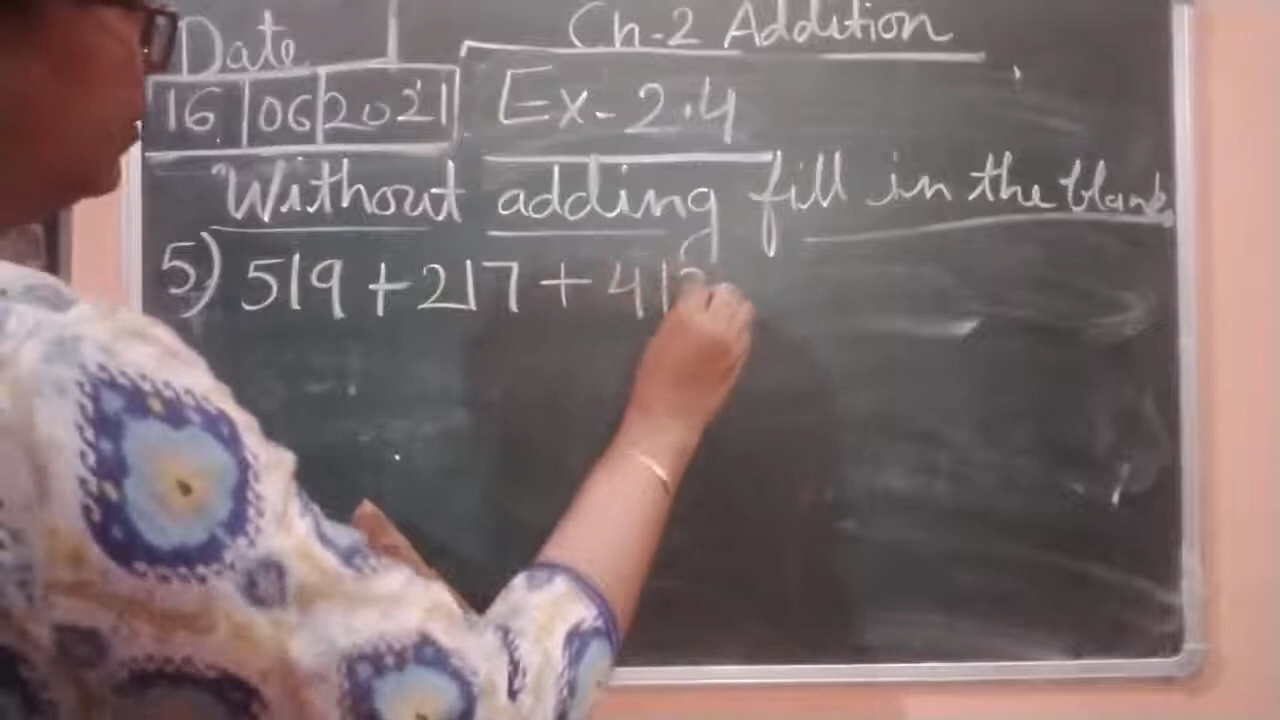 Date
Ch-2 Addition
16 06 2021
Ex-2.4
Without adding fill in the blanks
5) 519+217+41